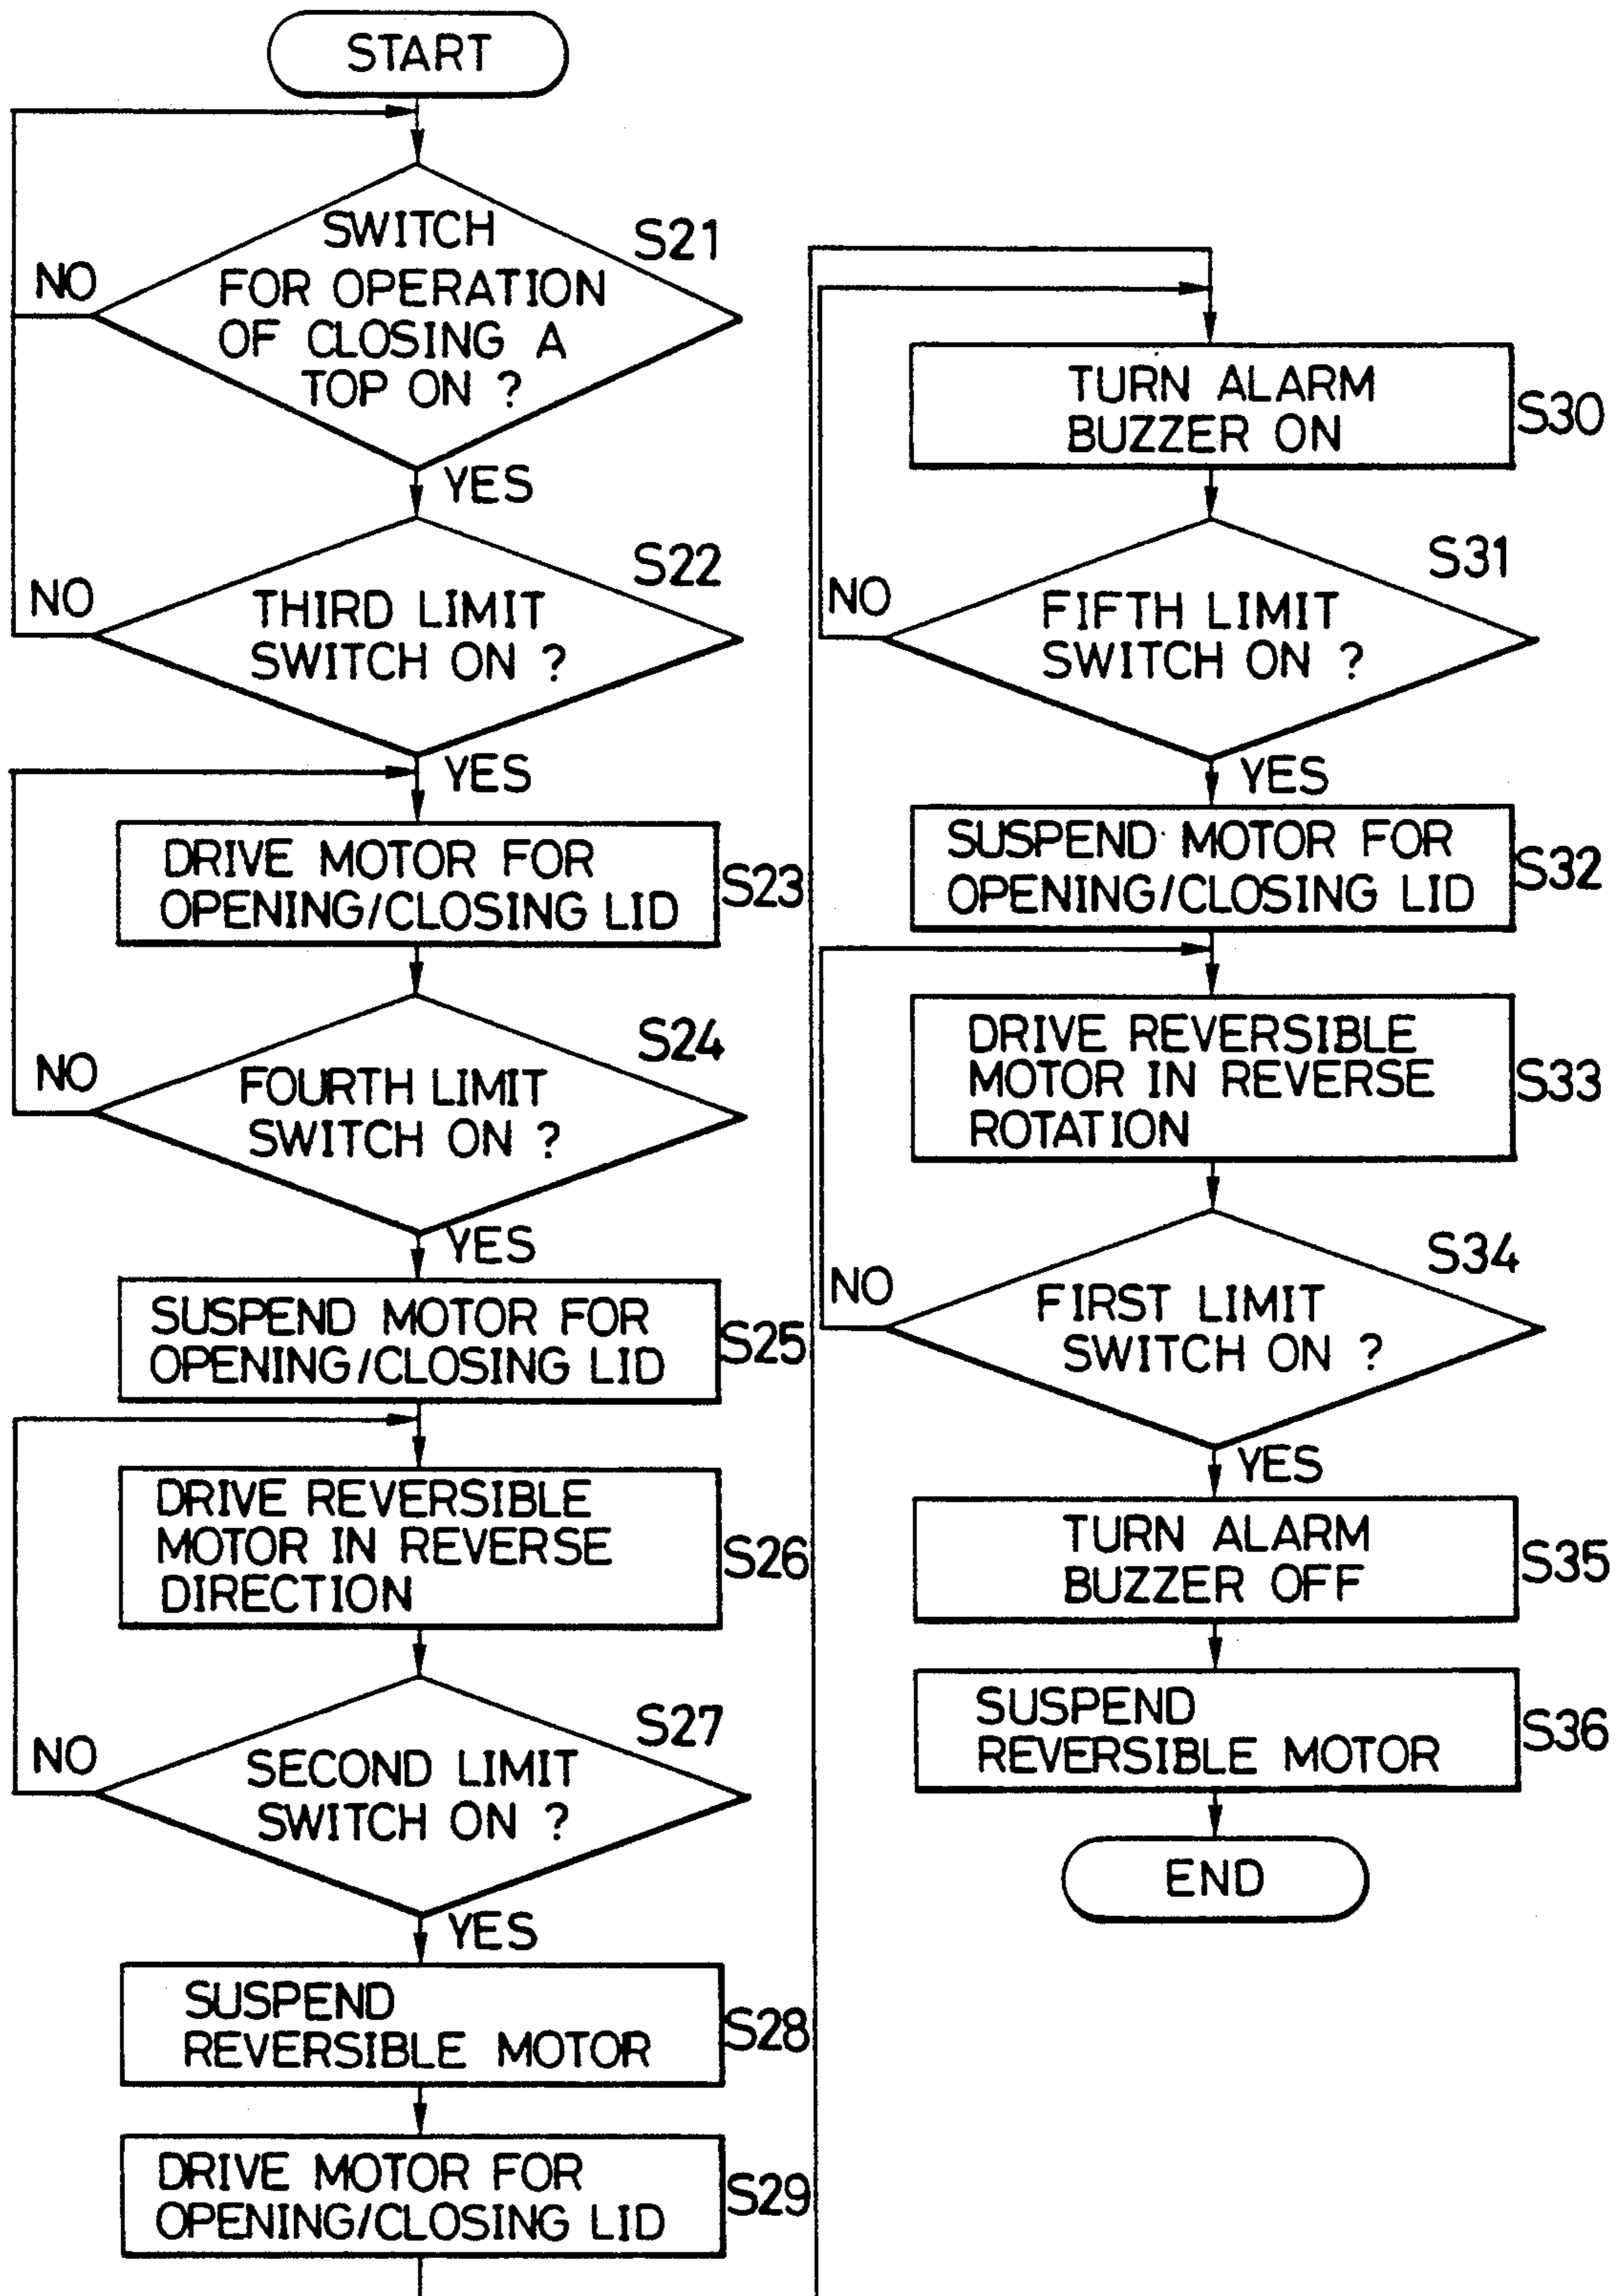 START
SWITCH
FOR OPERATION
OF CLOSING A
TOP ON ?
S21
NO
YES
THIRD LIMIT
SWITCH ON ?
S22
NO
YES
DRIVE MOTOR FOR
OPENING/CLOSING LID
S23
FOURTH LIMIT
SWITCH ON ?
S24
NO
YES
SUSPEND MOTOR FOR
OPENING/CLOSING LID
S25
DRIVE REVERSIBLE
MOTOR IN REVERSE
DIRECTION
S26
SECOND LIMIT
SWITCH ON ?
S27
NO
YES
SUSPEND
REVERSIBLE MOTOR
S28
DRIVE MOTOR FOR
OPENING/CLOSING LID
S29
TURN ALARM
BUZZER ON
S30
FIFTH LIMIT
SWITCH ON ?
S31
NO
YES
SUSPEND MOTOR FOR
OPENING/CLOSING LID
S32
DRIVE REVERSIBLE
MOTOR IN REVERSE
ROTATION
S33
FIRST LIMIT
SWITCH ON ?
S34
NO
YES
TURN ALARM
BUZZER OFF
S35
SUSPEND
REVERSIBLE MOTOR
S36
END